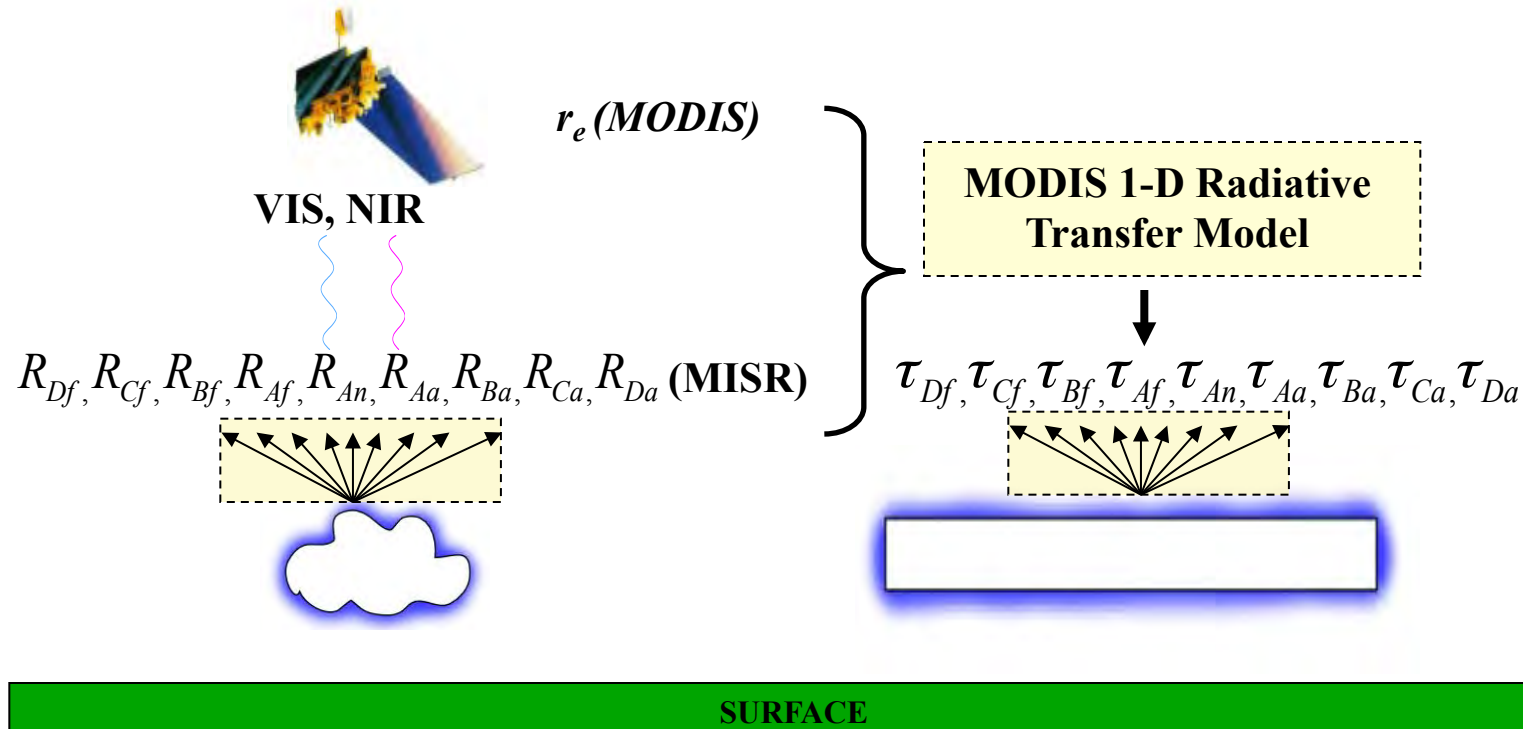 r_e (MODIS)
VIS, NIR
R_Df, R_Cf, R_Bf, R_Af, R_An, R_Aa, R_Ba, R_Ca, R_Da (MISR)
MODIS 1-D Radiative
Transfer Model
τ_Df, τ_Cf, τ_Bf, τ_Af, τ_An, τ_Aa, τ_Ba, τ_Ca, τ_Da
SURFACE